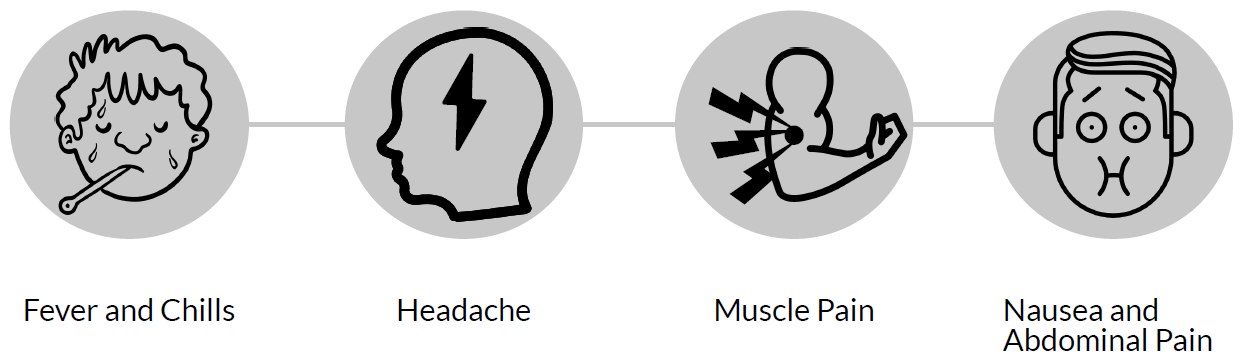 Fever and Chills
Headache
Muscle Pain
Nausea and
Abdominal Pain